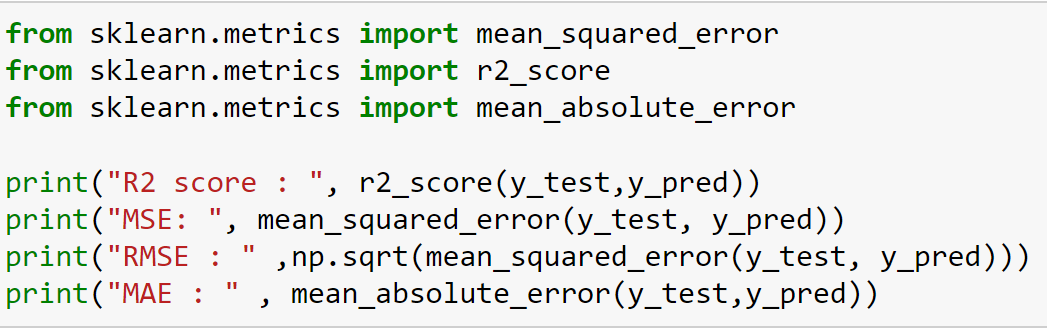 from sklearn.metrics import mean_squared_error
from sklearn.metrics import r2_score
from sklearn.metrics import mean_absolute_error
print("R2 score : ", r2_score(y_test,y_pred))
print("MSE: ", mean_squared_error(y_test, y_pred))
print("RMSE : " ,np.sqrt(mean_squared_error(y_test, y_pred)))
print("MAE : " , mean_absolute_error(y_test,y_pred))